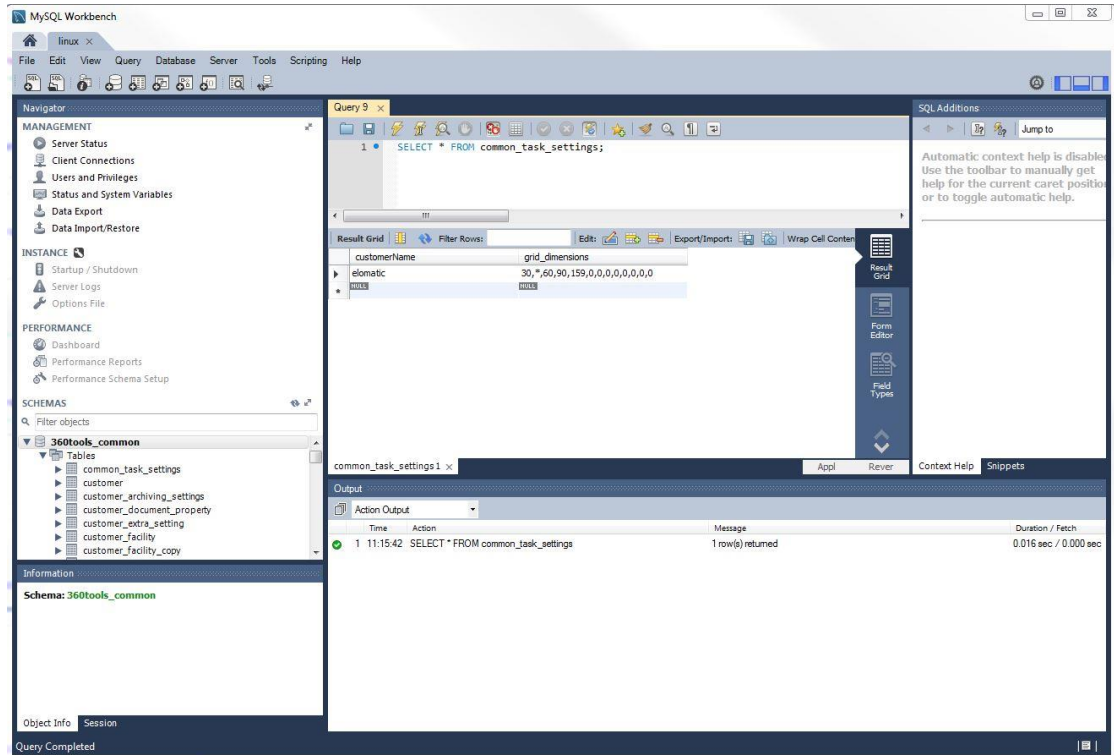 MySQL Workbench
linux
File Edit View Query Database Server Tools Scripting Help
Navigator
MANAGEMENT
Server Status
Client Connections
Users and Privileges
Status and System Variables
Data Export
Data Import/Restore
INSTANCE
Startup / Shutdown
Server Logs
Options File
PERFORMANCE
Dashboard
Performance Reports
Performance Schema Setup
SCHEMAS
Filter objects
360tools_common
Tables
common_task_settings
customer
customer_archiving_settings
customer_document_property
customer_extra_setting
customer_facility
customer_facility_copy
Information
Schema: 360tools_common
Object Info Session
Query Completed
Query 9
1 SELECT * FROM common_task_settings;
Result Grid Filter Rows: Edit: Export/Import: Wrap Cell Conten
customerName grid_dimensions
elomatic 30,*,60,90,159,0,0,0,0,0,0,0,0
NULL NULL
Result
Grid
Form
Editor
Field
Types
common_task_settings 1 Appl Rever
Output
Action Output
Time Action Message Duration / Fetch
1 11:15:42 SELECT * FROM common_task_settings 1 row(s) returned 0.016 sec / 0.000 sec
SQL Additions
Jump to
Automatic context help is disable
Use the toolbar to manually get
help for the current caret position
or to toggle automatic help.
Context Help Snippets